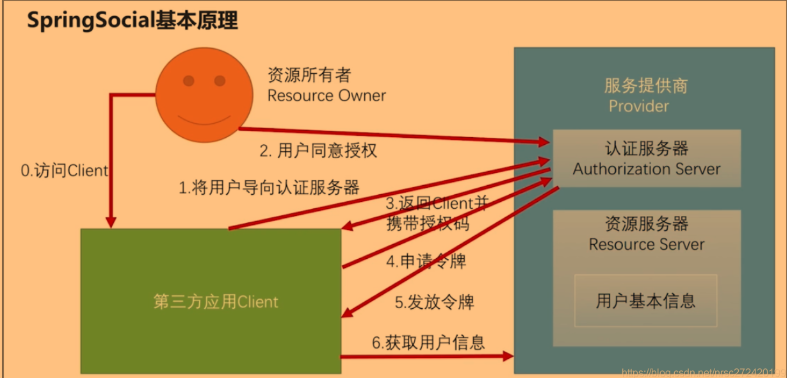 SpringSocial基本原理
资源所有者
Resource Owner
服务提供商
Provider
认证服务器
Authorization Server
0.访问Client
2. 用户同意授权
1.将用户导向认证服务器
3.返回Client并
携带授权码
资源服务器
Resource Server
4.申请令牌
第三方应用Client
5.发放令牌
用户基本信息
6.获取用户信息